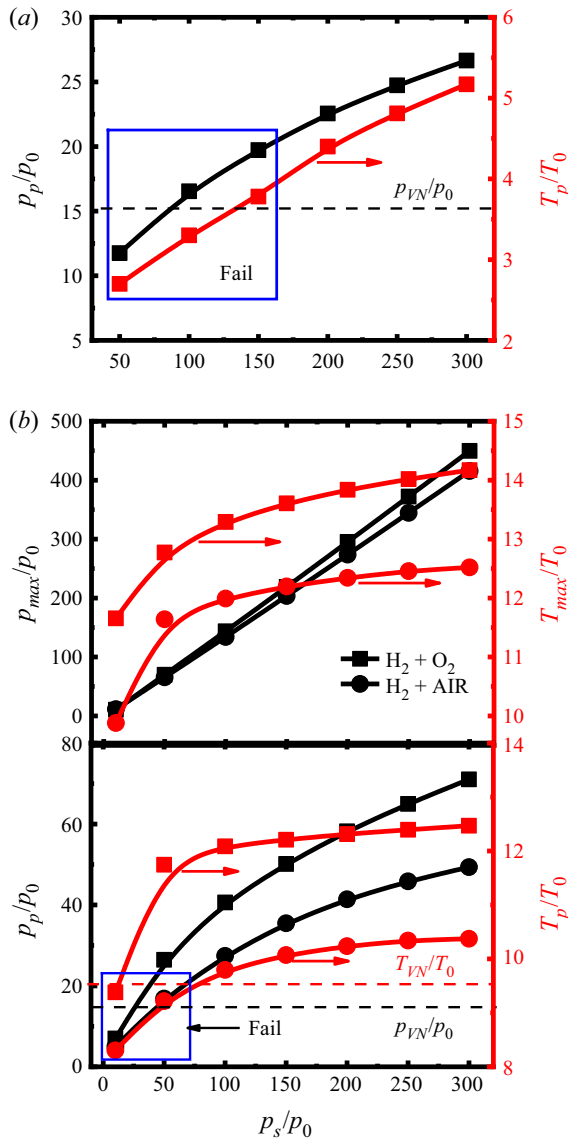 (a)
30
25
20
15
10
5
p_p/p_0
6
5
4
3
2
T_p/T_0
p_VN/p_0
Fail
50 100 150 200 250 300
(b)
500
400
300
200
100
0
p_max/p_0
15
14
13
12
11
10
T_max/T_0
H_2 + O_2
H_2 + AIR
80
60
40
20
0
p_p/p_0
14
12
10
8
T_p/T_0
T_VN/T_0
Fail
p_VN/p_0
0 50 100 150 200 250 300
p_s/p_0